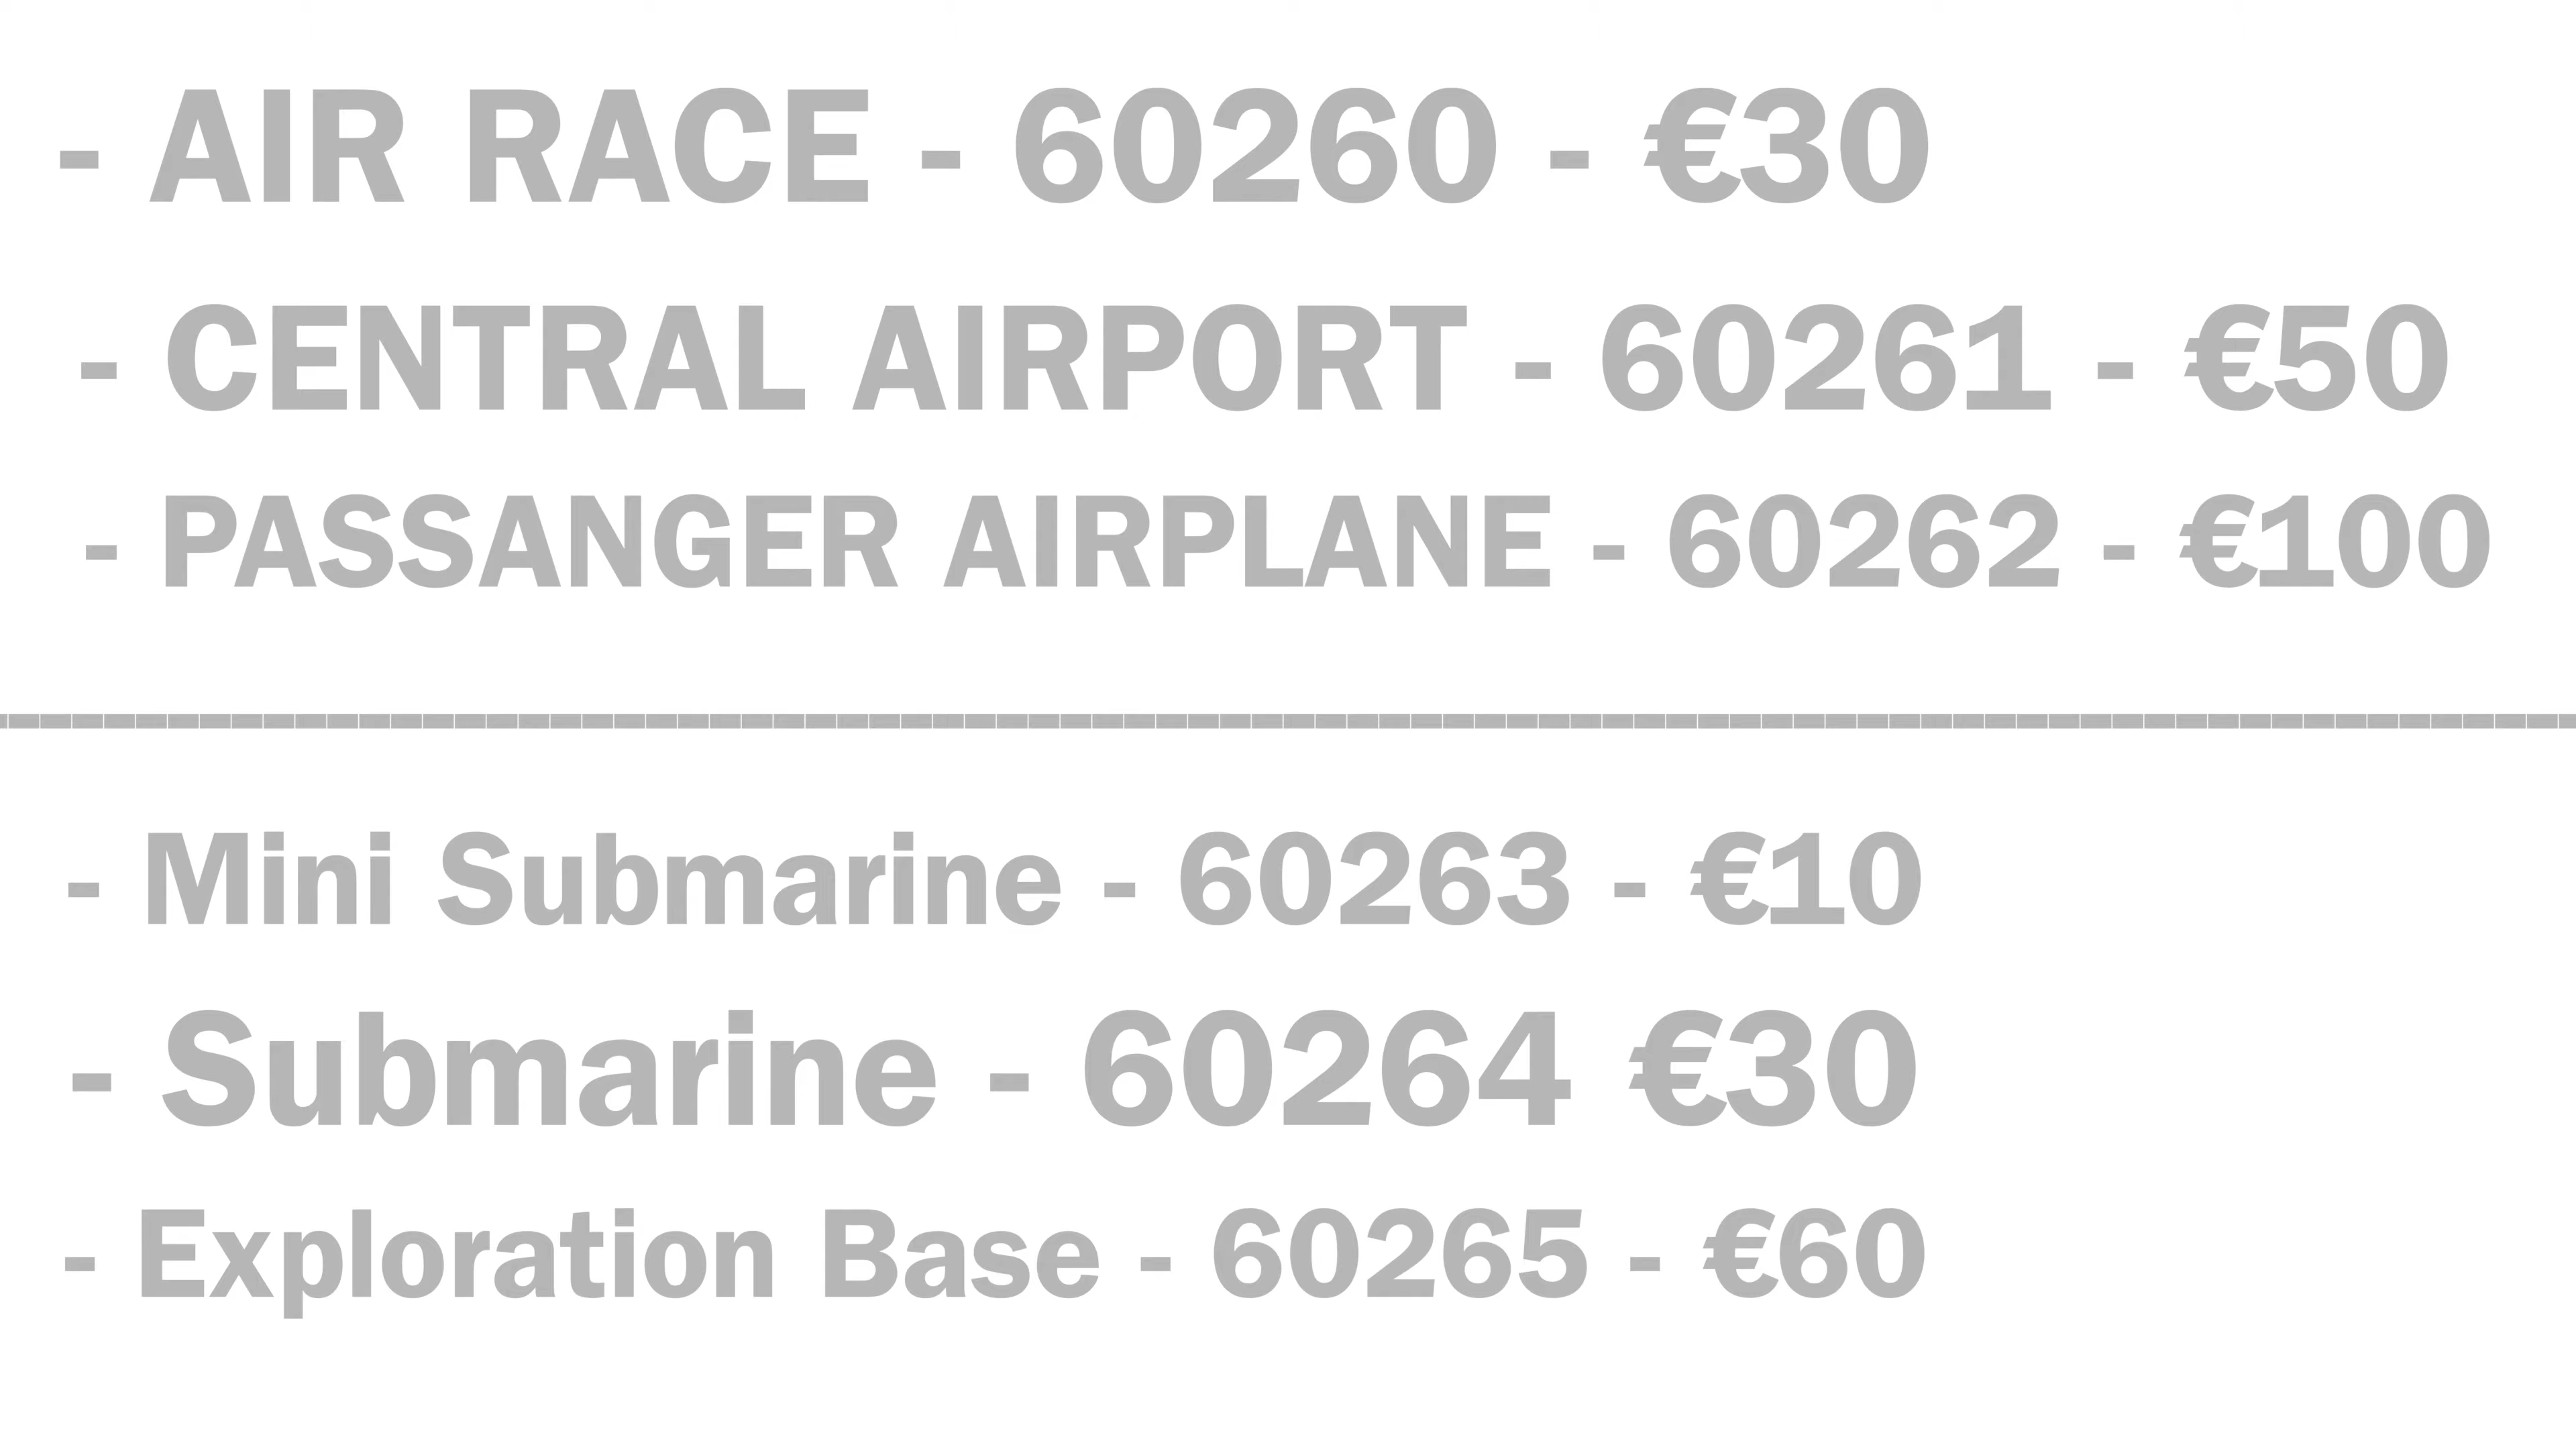 - AIR RACE - 60260 - €30
- CENTRAL AIRPORT - 60261 - €50
- PASSANGER AIRPLANE - 60262 - €100
- Mini Submarine - 60263 - €10
- Submarine - 60264 €30
- Exploration Base - 60265 - €60